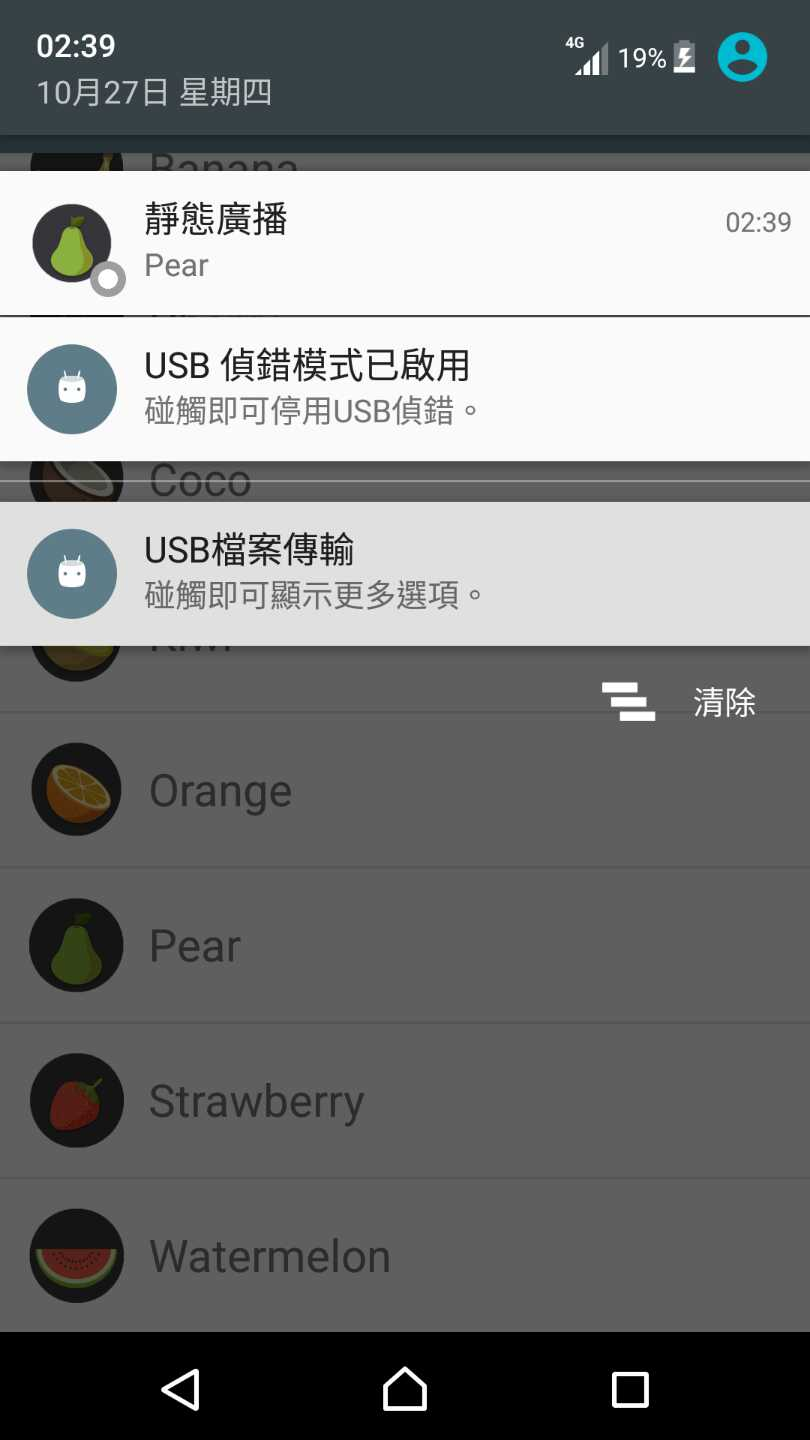 02:39
4G
19%
10月27日 星期四
Banana
靜態廣播
02:39
Pear
USB 偵錯模式已啟用
碰觸即可停用USB偵錯。
Coco
USB檔案傳輸
碰觸即可顯示更多選項。
Kiwi
清除
Orange
Pear
Strawberry
Watermelon